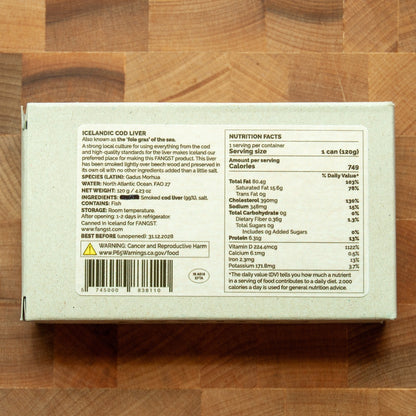 ICELANDIC COD LIVER
Also known as the 'foie gras' of the sea.
A strong local culture for using everything from the cod
and high-quality standards for the liver makes Iceland our
preferred place for making this FANGST product. This liver
has been smoked lightly over beech wood and preserved in
its own oil with no other ingredients added than a little salt.
SPECIES (LATIN): Gadus Morhua
WATER: North Atlantic Ocean, FAO 27
NET WEIGHT: 120 g / 4.23 oz
INGREDIENTS: Smoked cod liver (99%), salt.
CONTAINS: Fish
STORAGE: Room temperature.
After opening: 1-2 days in refrigerator.
Canned in Iceland for FANGST.
www.fangst.com
BEST BEFORE (unopened): 31.12.2028
WARNING: Cancer and Reproductive Harm
www.P65Warnings.ca.gov/food
5 745000 838110
NUTRITION FACTS
1 serving per container
Serving size 1 can (120g)
Amount per serving
Calories 749
% Daily Value*
Total Fat 80.4g 103%
Saturated Fat 15.6g 78%
Trans Fat 0g
Cholesterol 390mg 130%
Sodium 316mg 13%
Total Carbohydrate 0g 0%
Dietary Fiber 0.36g 1.3%
Total Sugars 0g
Includes 0g Added Sugars 0%
Protein 6.31g 13%
Vitamin D 224.4mcg 1122%
Calcium 6.1mg 0.5%
Iron 2.3mg 13%
Potassium 171.8mg 3.7%
*The daily value (DV) tells you how much a nutrient
in a serving of food contributes to a daily diet. 2,000
calories a day is used for general nutrition advice.